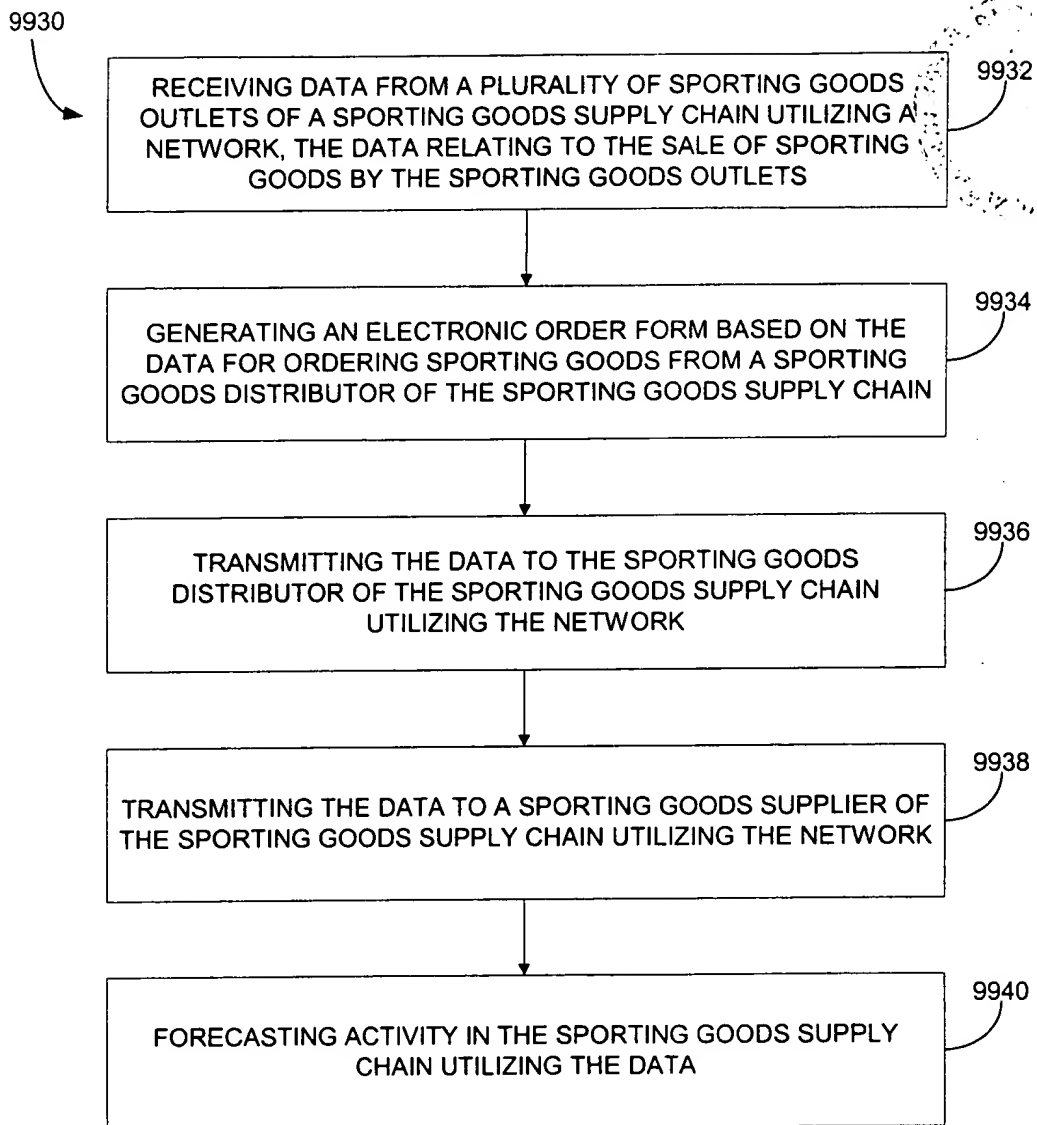 9930
RECEIVING DATA FROM A PLURALITY OF SPORTING GOODS
OUTLETS OF A SPORTING GOODS SUPPLY CHAIN UTILIZING A
NETWORK, THE DATA RELATING TO THE SALE OF SPORTING
GOODS BY THE SPORTING GOODS OUTLETS
9932
GENERATING AN ELECTRONIC ORDER FORM BASED ON THE
DATA FOR ORDERING SPORTING GOODS FROM A SPORTING
GOODS DISTRIBUTOR OF THE SPORTING GOODS SUPPLY CHAIN
9934
TRANSMITTING THE DATA TO THE SPORTING GOODS
DISTRIBUTOR OF THE SPORTING GOODS SUPPLY CHAIN
UTILIZING THE NETWORK
9936
TRANSMITTING THE DATA TO A SPORTING GOODS SUPPLIER OF
THE SPORTING GOODS SUPPLY CHAIN UTILIZING THE NETWORK
9938
FORECASTING ACTIVITY IN THE SPORTING GOODS SUPPLY
CHAIN UTILIZING THE DATA
9940